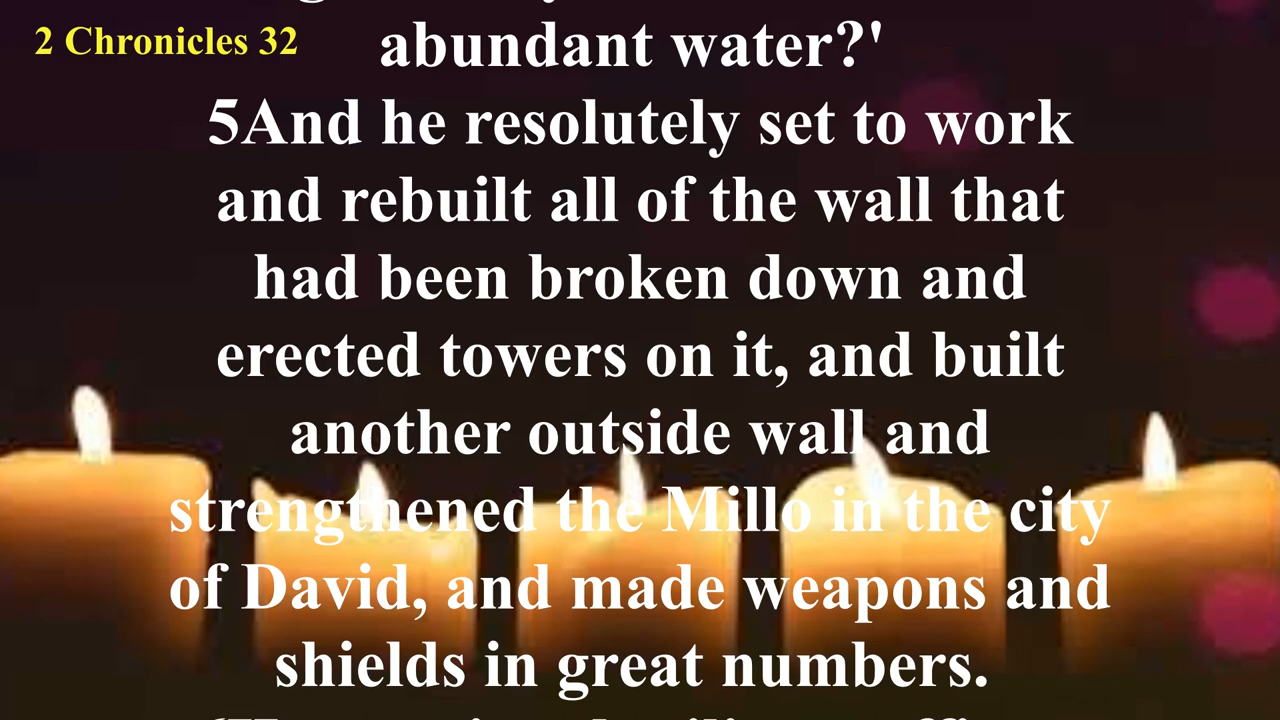 2 Chronicles 32
abundant water?'
5And he resolutely set to work
and rebuilt all of the wall that
had been broken down and
erected towers on it, and built
another outside wall and
strengthened the Millo in the city
of David, and made weapons and
shields in great numbers.